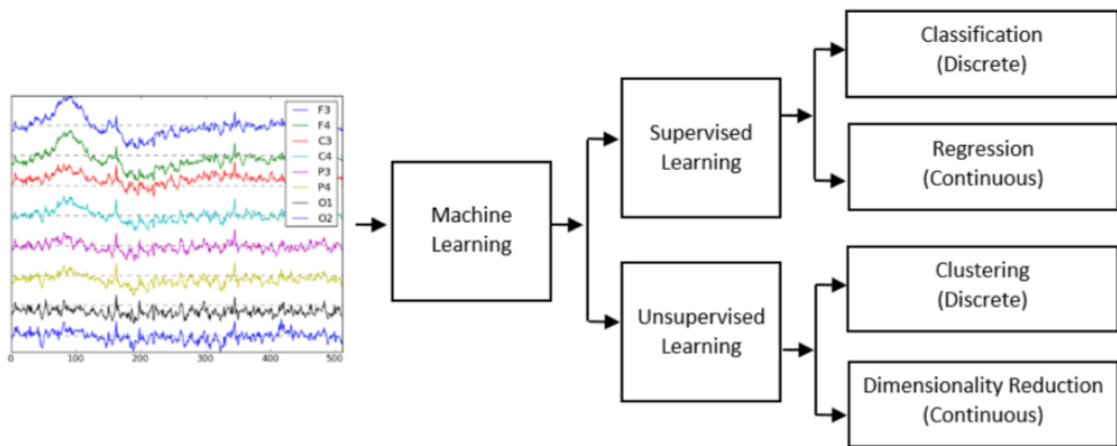 F3
F4
C3
C4
P3
P4
O1
O2
0
100
200
300
400
500
Machine
Learning
Supervised
Learning
Unsupervised
Learning
Classification
(Discrete)
Regression
(Continuous)
Clustering
(Discrete)
Dimensionality Reduction
(Continuous)